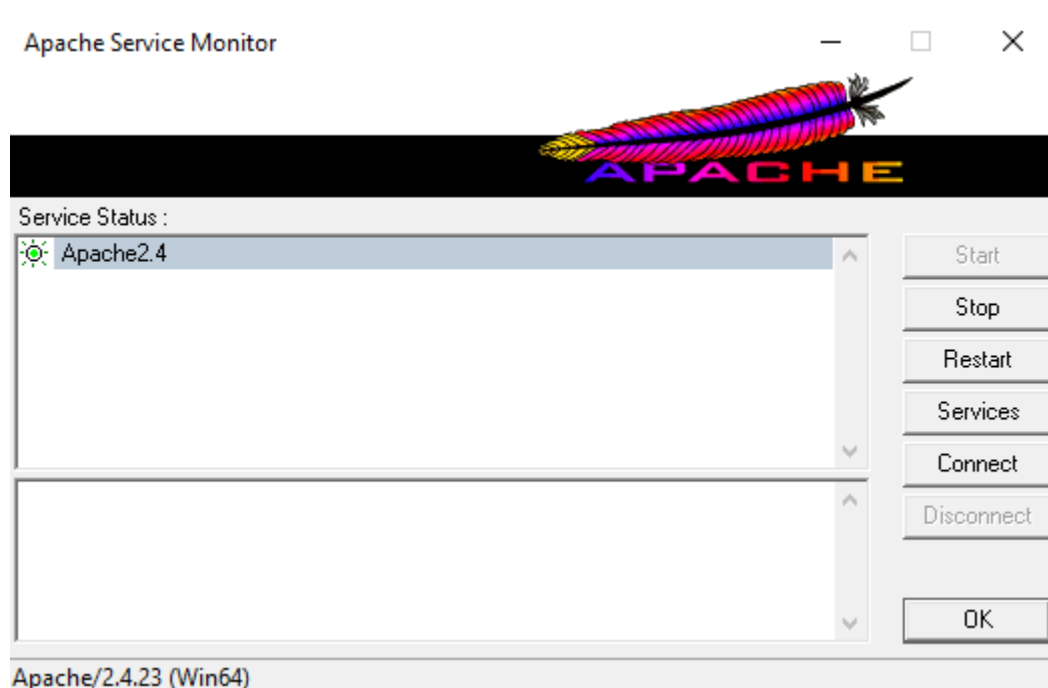 Apache Service Monitor
APACHE
Service Status :
Apache2.4
Start
Stop
Restart
Services
Connect
Disconnect
OK
Apache/2.4.23 (Win64)